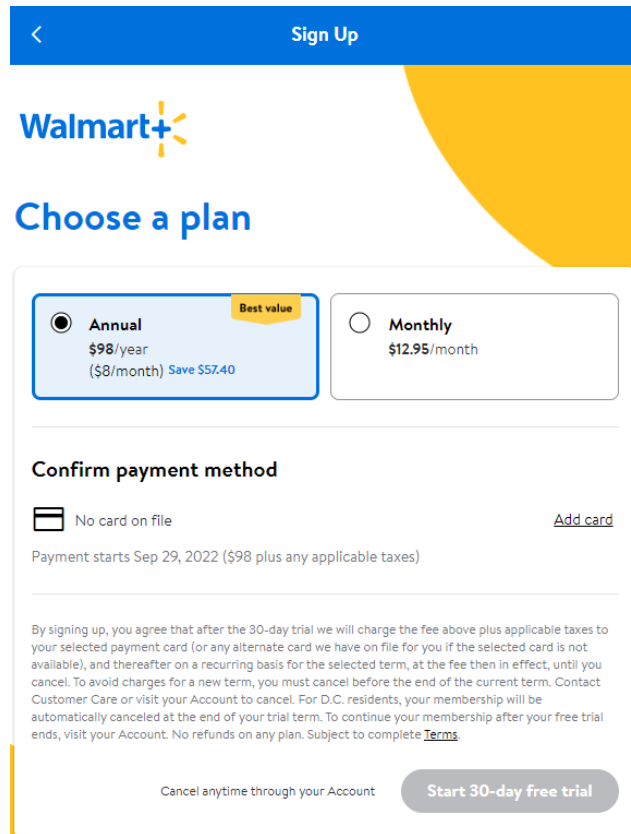 Sign Up
Walmart+
Choose a plan
Best value
Annual
$98/year
($8/month) Save $57.40
Monthly
$12.95/month
Confirm payment method
No card on file
Add card
Payment starts Sep 29, 2022 ($98 plus any applicable taxes)
By signing up, you agree that after the 30-day trial we will charge the fee above plus applicable taxes to
your selected payment card (or any alternate card we have on file for you if the selected card is not
available), and thereafter on a recurring basis for the selected term, at the fee then in effect, until you
cancel. To avoid charges for a new term, you must cancel before the end of the current term. Contact
Customer Care or visit your Account to cancel. For D.C. residents, your membership will be
automatically canceled at the end of your trial term. To continue your membership after your free trial
ends, visit your Account. No refunds on any plan. Subject to complete Terms.
Cancel anytime through your Account
Start 30-day free trial